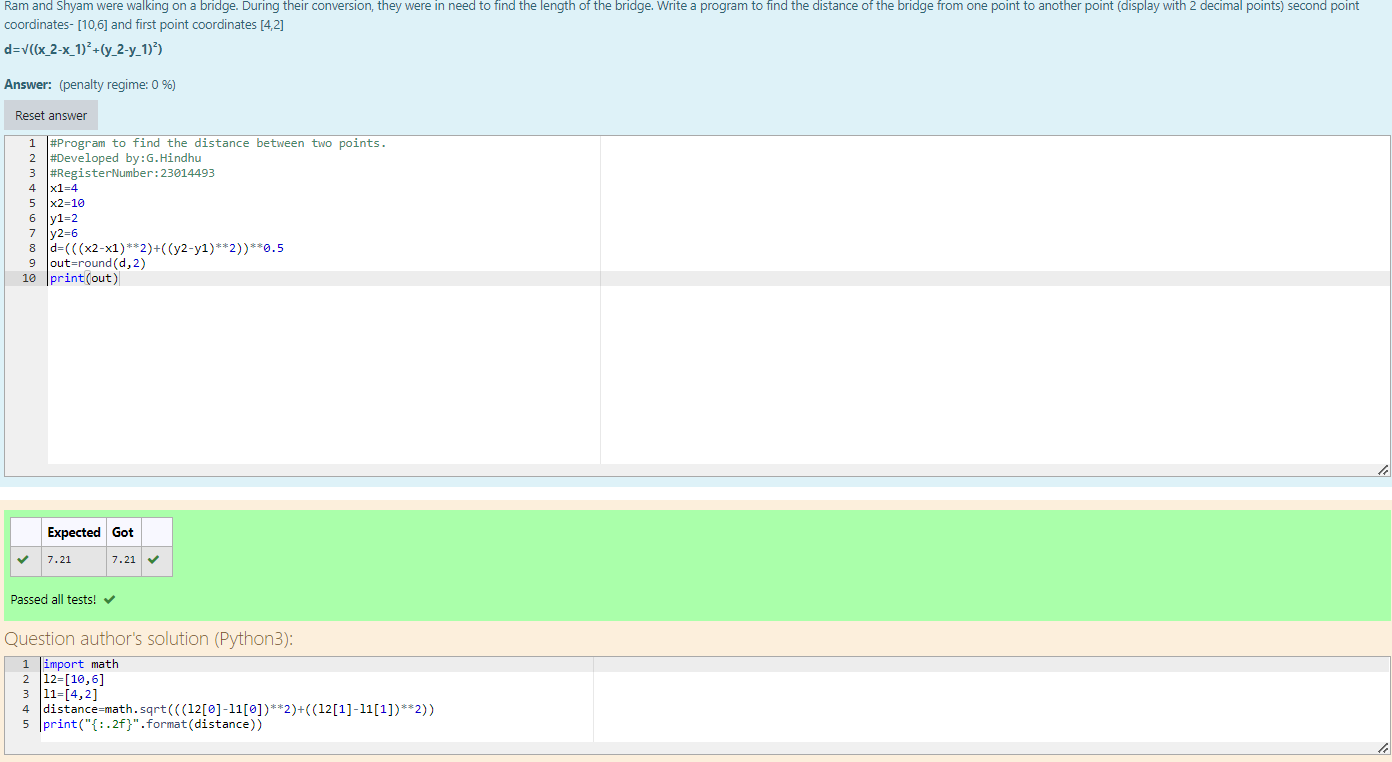 Ram and Shyam were walking on a bridge. During their conversion, they were in need to find the length of the bridge. Write a program to find the distance of the bridge from one point to another point (display with 2 decimal points) second point
coordinates- [10,6] and first point coordinates [4,2]
d=√((x_2-x_1)²+(y_2-y_1)²)
Answer: (penalty regime: 0 %)
Reset answer
1 #Program to find the distance between two points.
2 #Developed by:G.Hindhu
3 #RegisterNumber:23014493
4 x1=4
5 x2=10
6 y1=2
7 y2=6
8 d=(((x2-x1)**2)+((y2-y1)**2))**0.5
9 out=round(d,2)
10 print(out)
Expected Got
7.21 7.21
Passed all tests!
Question author's solution (Python3):
1 import math
2 l2=[10,6]
3 l1=[4,2]
4 distance=math.sqrt(((l2[0]-l1[0])**2)+((l2[1]-l1[1])**2))
5 print("{:.2f}".format(distance))